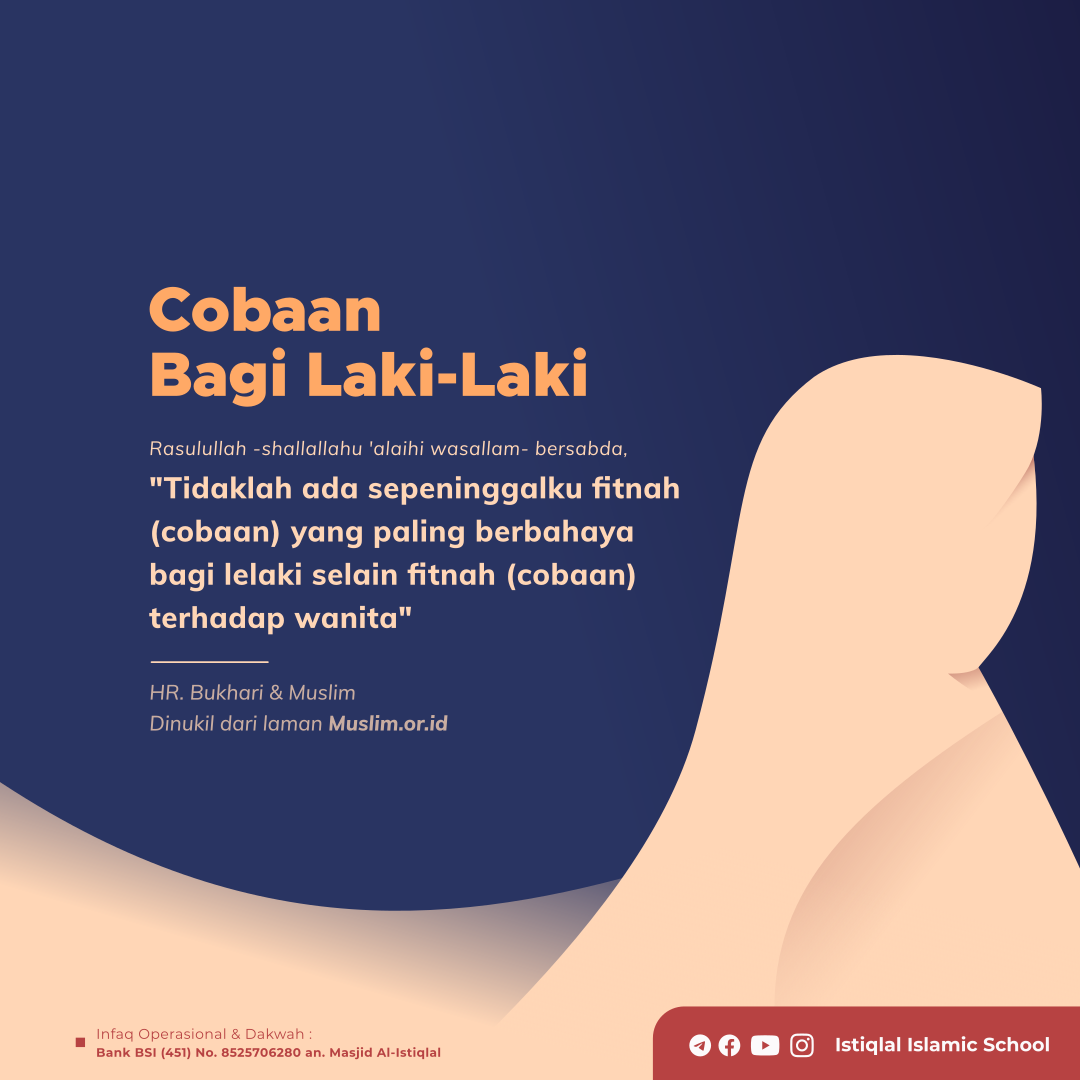 Cobaan
Bagi Laki-Laki
Rasulullah -shallallahu 'alaihi wasallam- bersabda,
"Tidaklah ada sepeninggalku fitnah
(cobaan) yang paling berbahaya
bagi lelaki selain fitnah (cobaan)
terhadap wanita"
HR. Bukhari & Muslim
Dinukil dari laman Muslim.or.id
Infaq Operasional & Dakwah :
Bank BSI (451) No. 8525706280 an. Masjid Al-Istiqlal
Istiqlal Islamic School